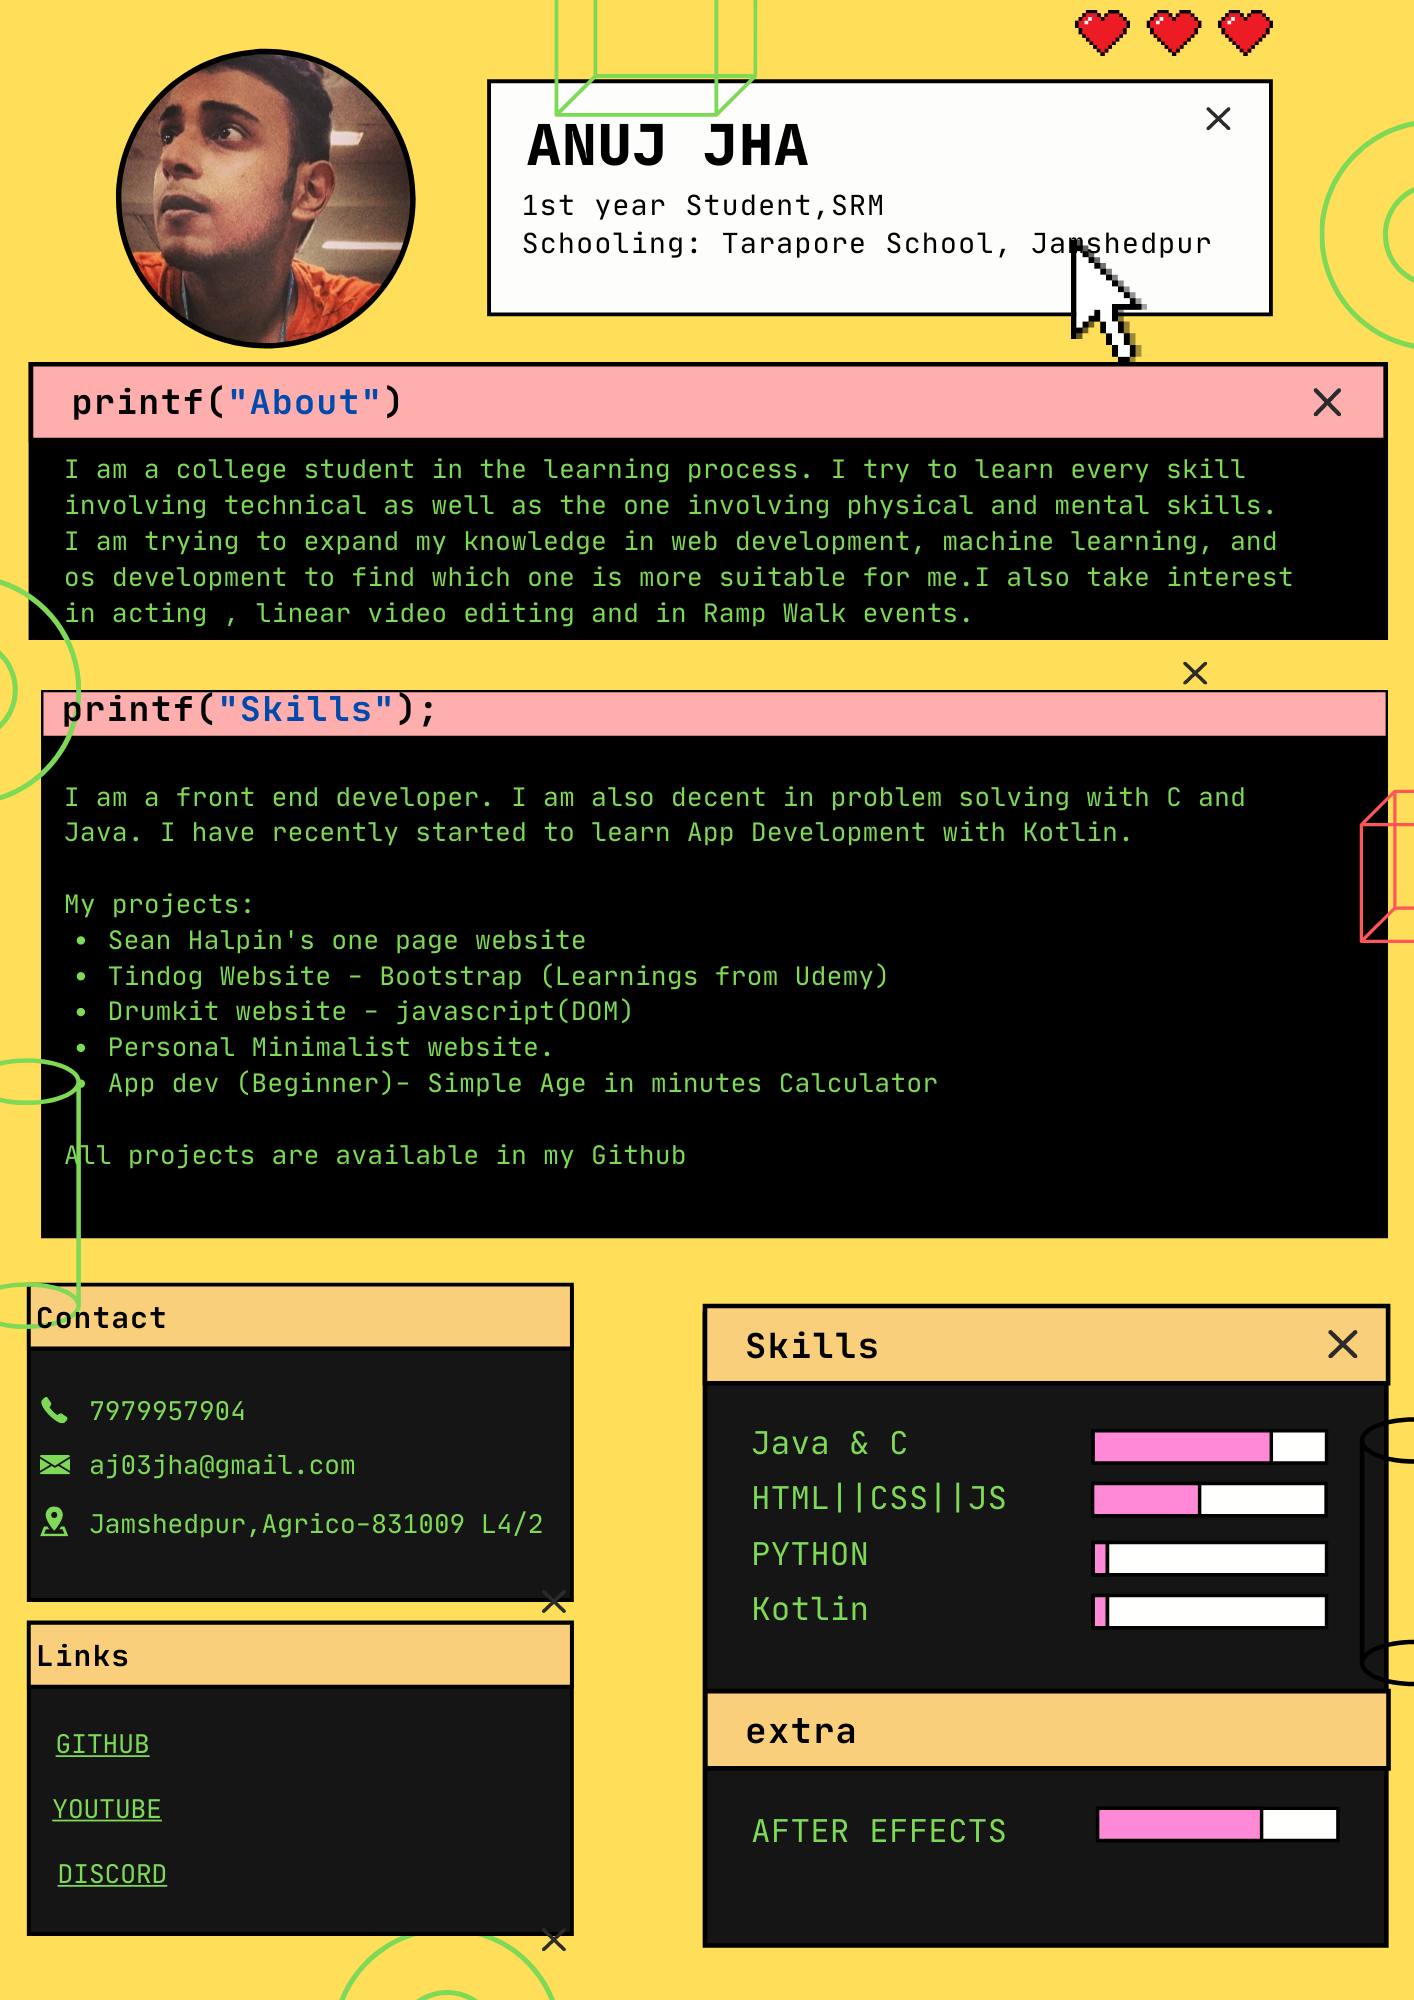 ANUJ JHA
1st year Student,SRM
Schooling: Tarapore School, Jamshedpur
printf("About")
I am a college student in the learning process. I try to learn every skill
involving technical as well as the one involving physical and mental skills.
I am trying to expand my knowledge in web development, machine learning, and
os development to find which one is more suitable for me.I also take interest
in acting , linear video editing and in Ramp Walk events.
printf("Skills");
I am a front end developer. I am also decent in problem solving with C and
Java. I have recently started to learn App Development with Kotlin.
My projects:
• Sean Halpin's one page website
• Tindog Website - Bootstrap (Learnings from Udemy)
• Drumkit website - javascript(DOM)
• Personal Minimalist website.
• App dev (Beginner)- Simple Age in minutes Calculator
All projects are available in my Github
Contact
7979957904
aj03jha@gmail.com
Jamshedpur,Agrico-831009 L4/2
Links
GITHUB
YOUTUBE
DISCORD
Skills
Java & C
HTML||CSS||JS
PYTHON
Kotlin
extra
AFTER EFFECTS